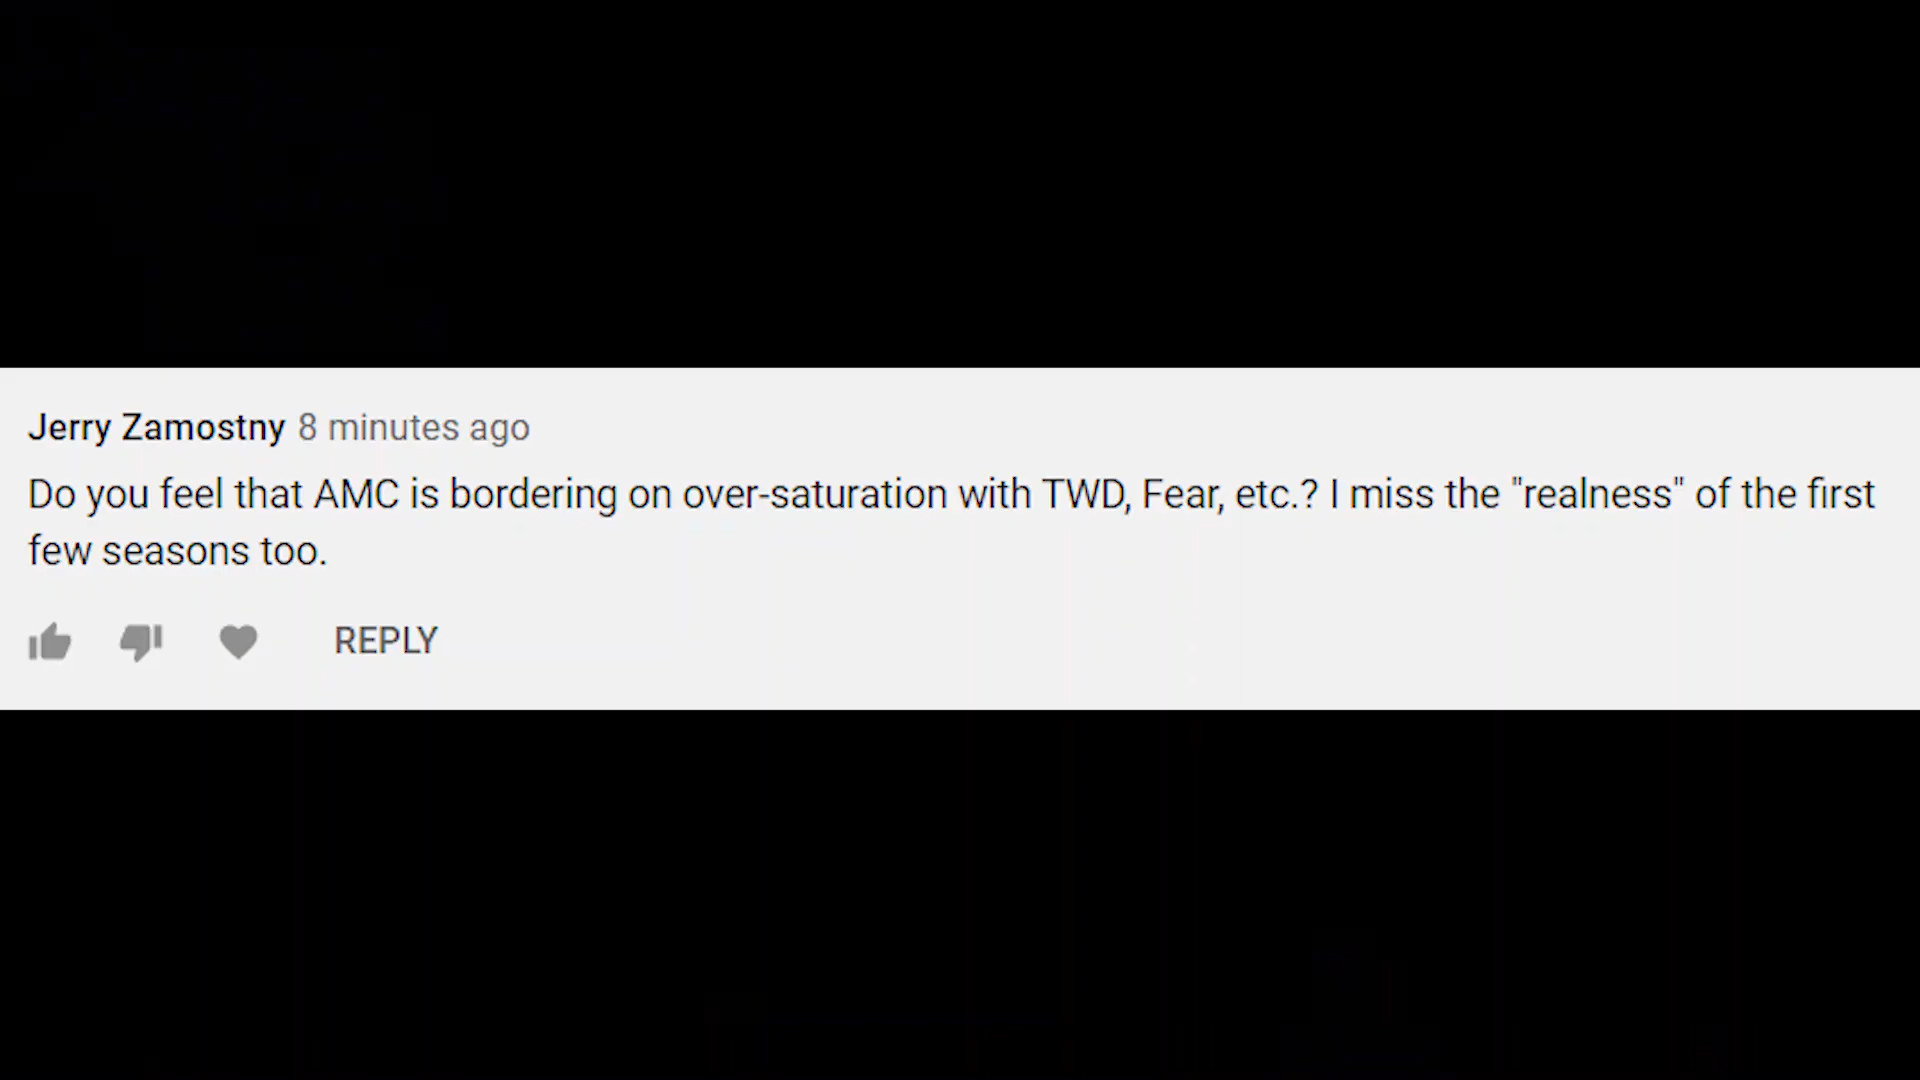 Jerry Zamostny 8 minutes ago
Do you feel that AMC is bordering on over-saturation with TWD, Fear, etc.? I miss the "realness" of the first
few seasons too.
REPLY